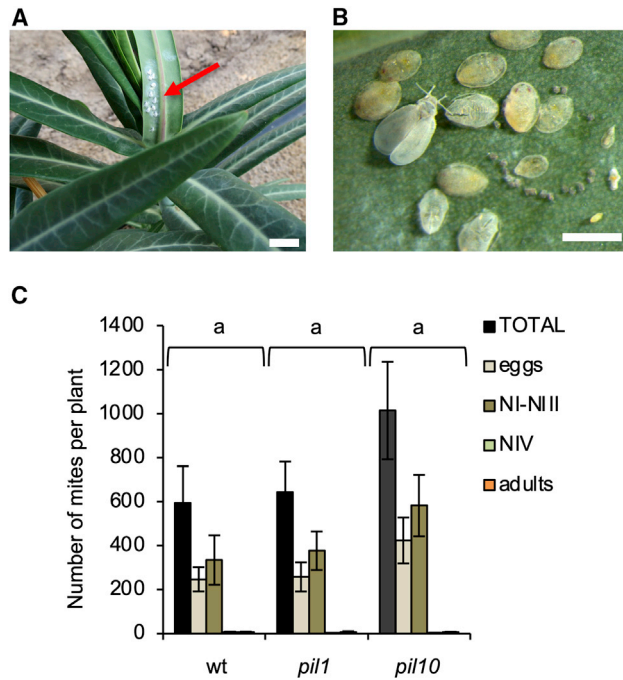 A
B
C
1400
1200
1000
800
600
400
200
0
Number of mites per plant
a
a
a
TOTAL
eggs
NI-NIII
NIV
adults
wt
pil1
pil10